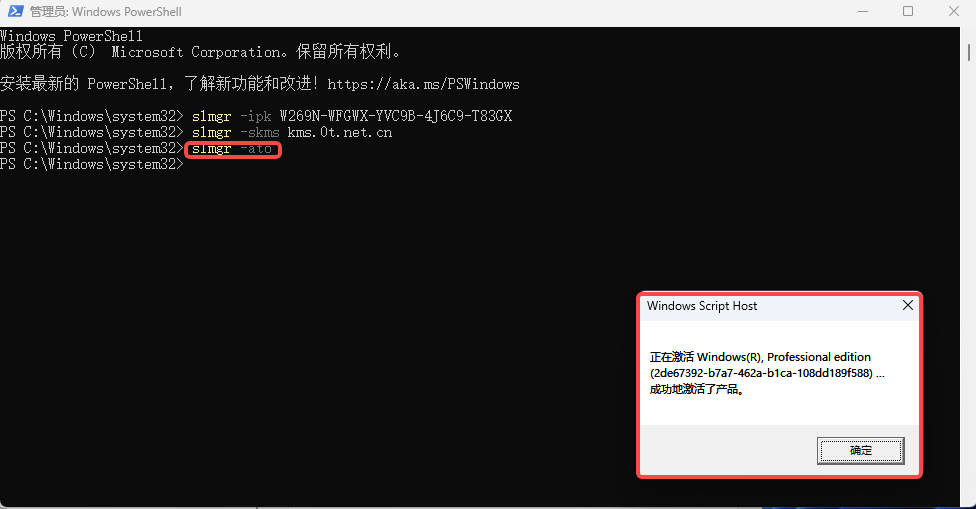 管理员: Windows PowerShell
Windows PowerShell
版权所有（C） Microsoft Corporation。保留所有权利。
安装最新的 PowerShell，了解新功能和改进！https://aka.ms/PSWindows
PS C:\Windows\system32> slmgr -ipk W269N-WFGWX-YVC9B-4J6C9-T83GX
PS C:\Windows\system32> slmgr -skms kms.0t.net.cn
PS C:\Windows\system32> slmgr -ato
PS C:\Windows\system32>
Windows Script Host
正在激活 Windows(R), Professional edition
(2de67392-b7a7-462a-b1ca-108dd189f588) ...
成功地激活了产品。
确定